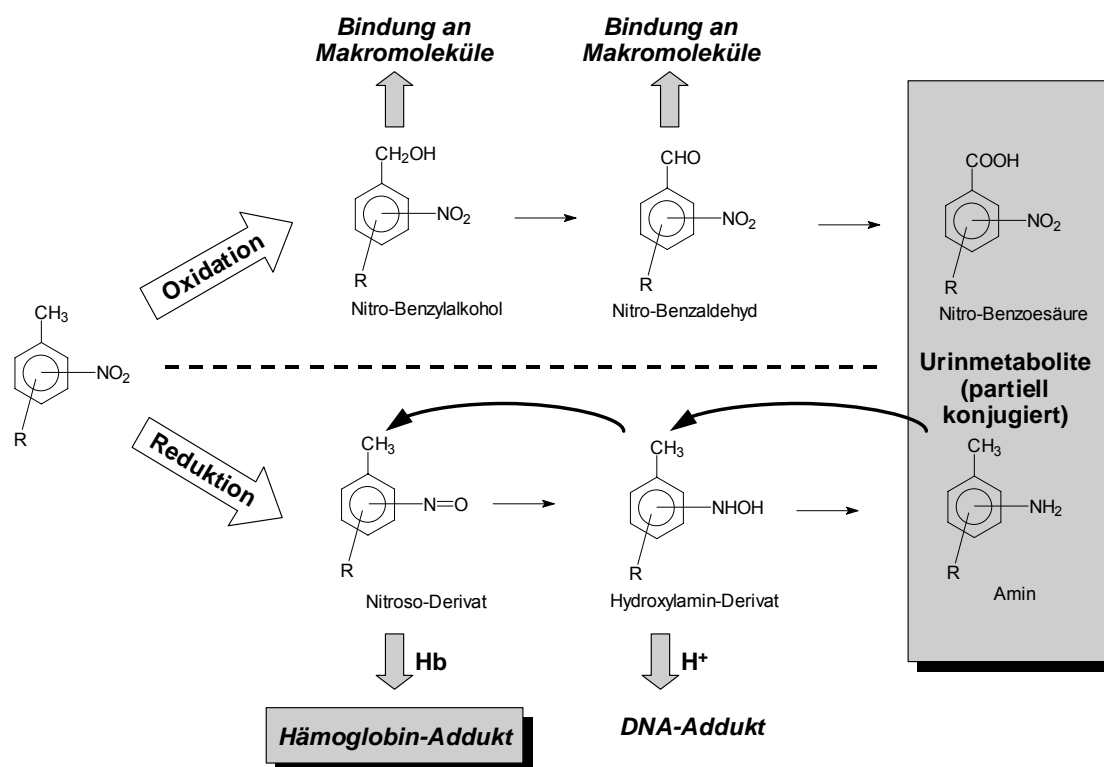 Bindung an
Makromoleküle
Bindung an
Makromoleküle
CH₂OH
NO₂
R
Nitro-Benzylalkohol
CHO
NO₂
R
Nitro-Benzaldehyd
COOH
NO₂
R
Nitro-Benzoesäure
Oxidation
CH₃
NO₂
R
Reduktion
Urinmetabolite
(partiell
konjugiert)
CH₃
N=O
R
Nitroso-Derivat
CH₃
NHOH
R
Hydroxylamin-Derivat
CH₃
NH₂
R
Amin
Hb
H⁺
Hämoglobin-Addukt
DNA-Addukt